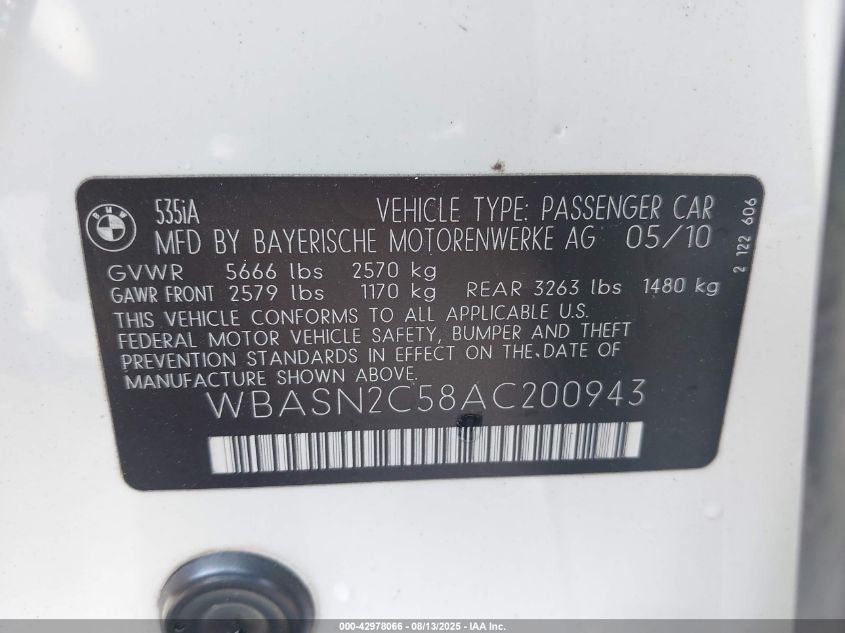 BMW
535iA VEHICLE TYPE: PASSENGER CAR
MFD BY BAYERISCHE MOTORENWERKE AG 05/10
GVWR 5666 lbs 2570 kg
GAWR FRONT 2579 lbs 1170 kg REAR 3263 lbs 1480 kg
THIS VEHICLE CONFORMS TO ALL APPLICABLE U.S.
FEDERAL MOTOR VEHICLE SAFETY, BUMPER AND THEFT
PREVENTION STANDARDS IN EFFECT ON THE DATE OF
MANUFACTURE SHOWN ABOVE.
WBASN2C58AC200943
2 122 606
000-42978066 - 08/13/2025 - IAA Inc.